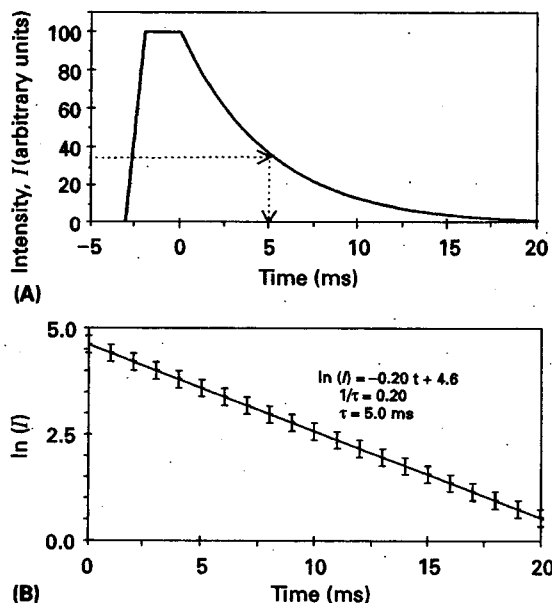 Intensity, I (arbitrary units)
100
80
60
40
20
0
-5 0 5 10 15 20
Time (ms)
(A)
ln (I)
5.0
2.5
0.0
ln (I) = -0.20 t + 4.6
1/τ = 0.20
τ = 5.0 ms
0 5 10 15 20
Time (ms)
(B)